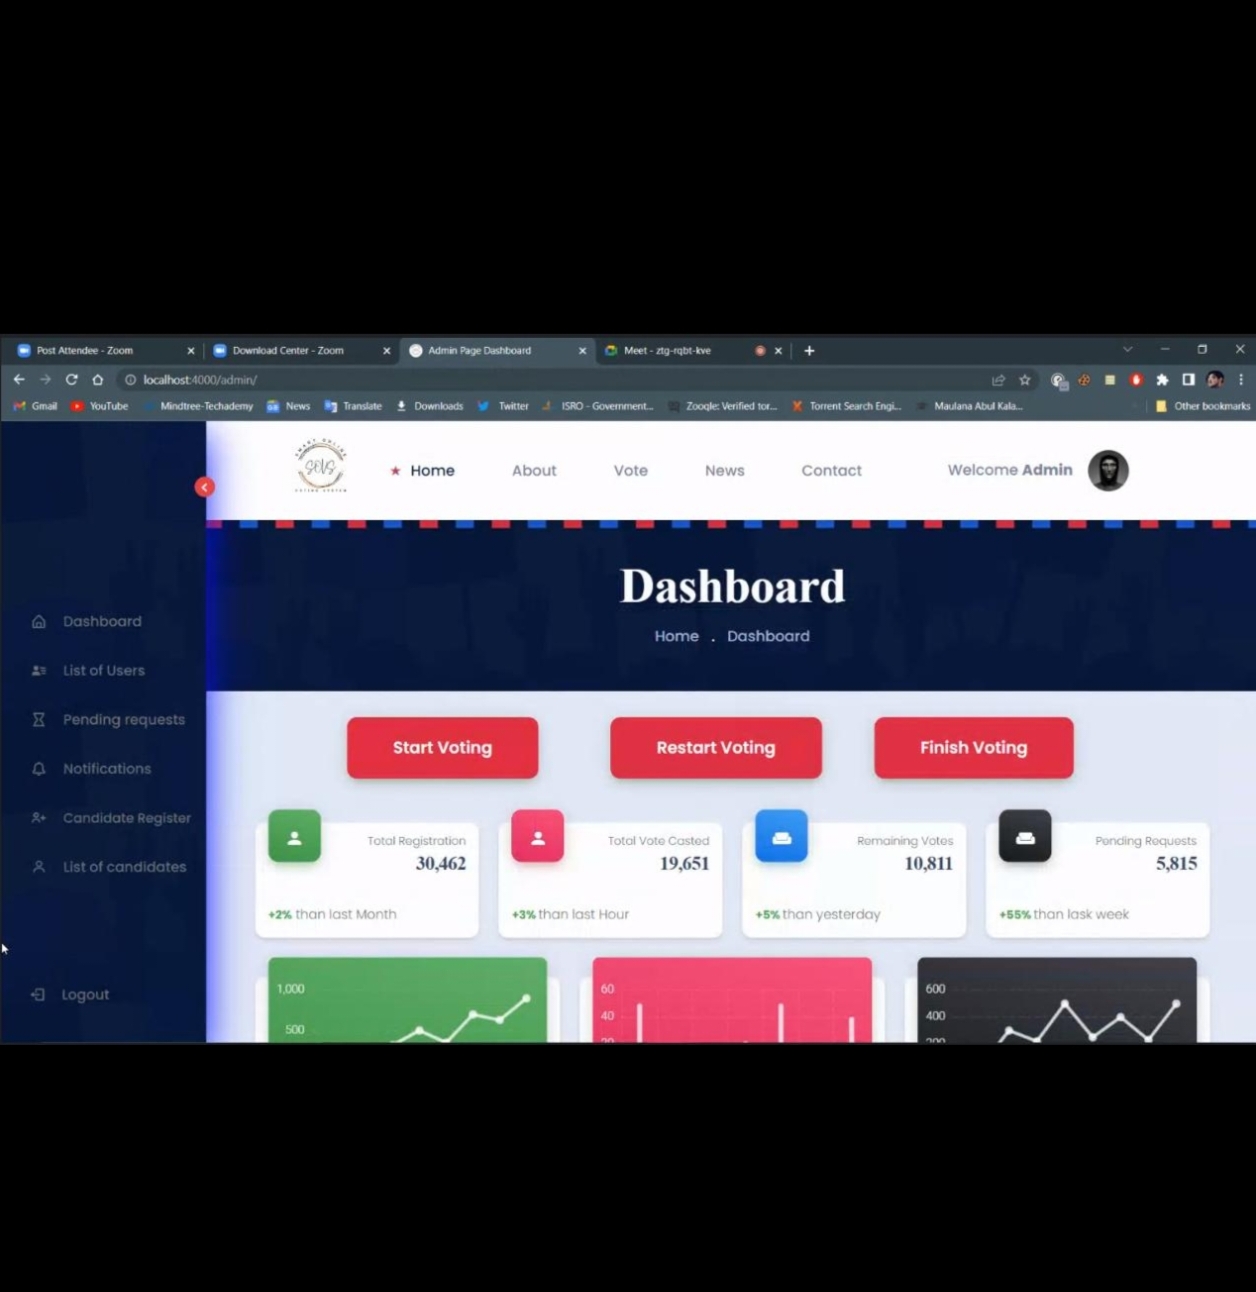 Post Attendee - Zoom
Download Center - Zoom
Admin Page Dashboard
Meet - ztg-rqbt-kve
localhost:4000/admin/
Gmail
YouTube
Mindtree-Techademy
News
Translate
Downloads
Twitter
ISRO - Government...
Zooqle: Verified tor...
Torrent Search Engi...
Maulana Abul Kala...
Other bookmarks
SOVS
Home
About
Vote
News
Contact
Welcome Admin
Dashboard
Home . Dashboard
Dashboard
List of Users
Pending requests
Notifications
Candidate Register
List of candidates
Logout
Start Voting
Restart Voting
Finish Voting
Total Registration
30,462
+2% than last Month
Total Vote Casted
19,651
+3% than last Hour
Remaining Votes
10,811
+5% than yesterday
Pending Requests
5,815
+55% than lask week
1,000
500
60
40
20
600
400
200